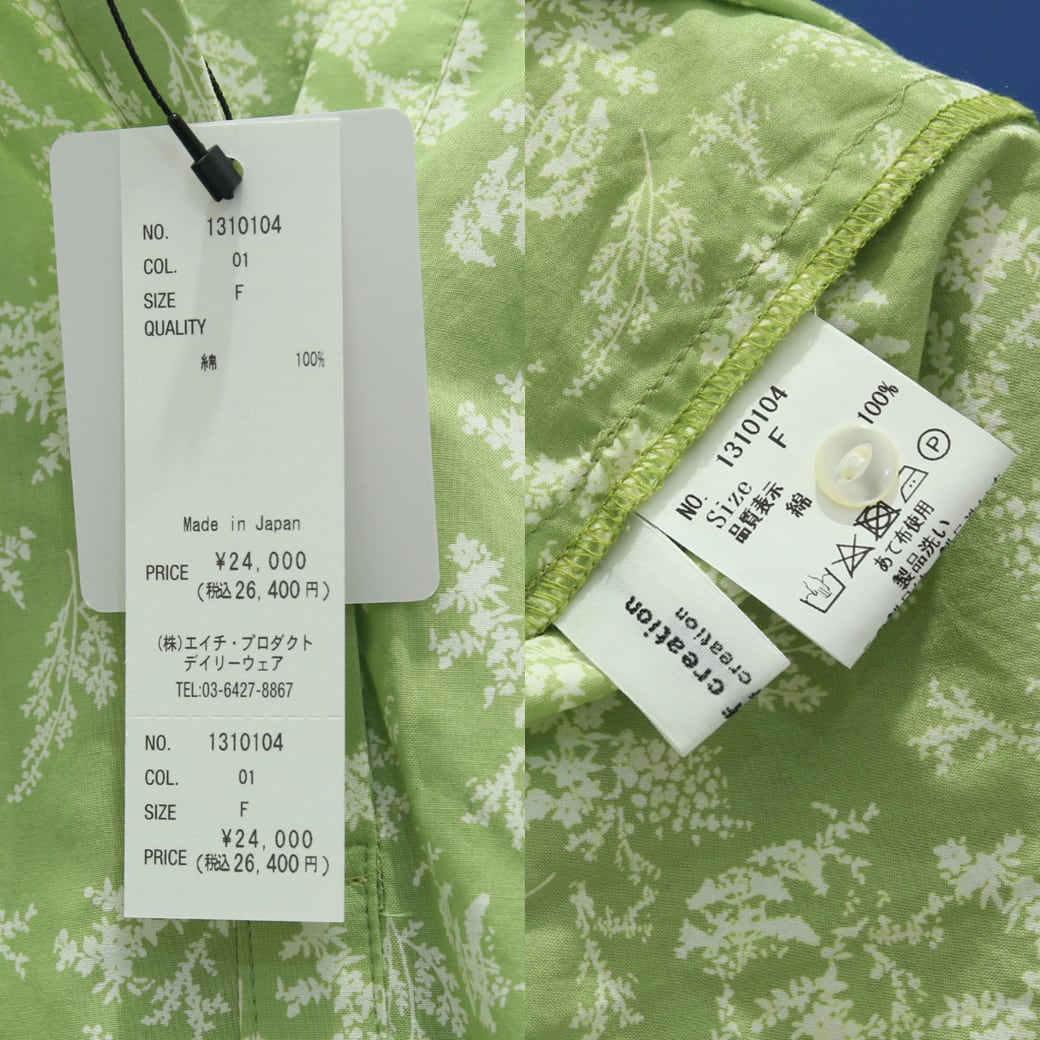 NO. 1310104
COL. 01
SIZE F
QUALITY
綿 100%
Made in Japan
PRICE ¥24,000
(税込26,400円)
(株)エイチ・プロダクト
デイリーウェア
TEL:03-6427-8867
NO. 1310104
COL. 01
SIZE F
¥24,000
PRICE (税込26,400円)
NO. 1310104
Size F
品質表示
綿 100%
P
あて布使用
製品洗い
creation
creation